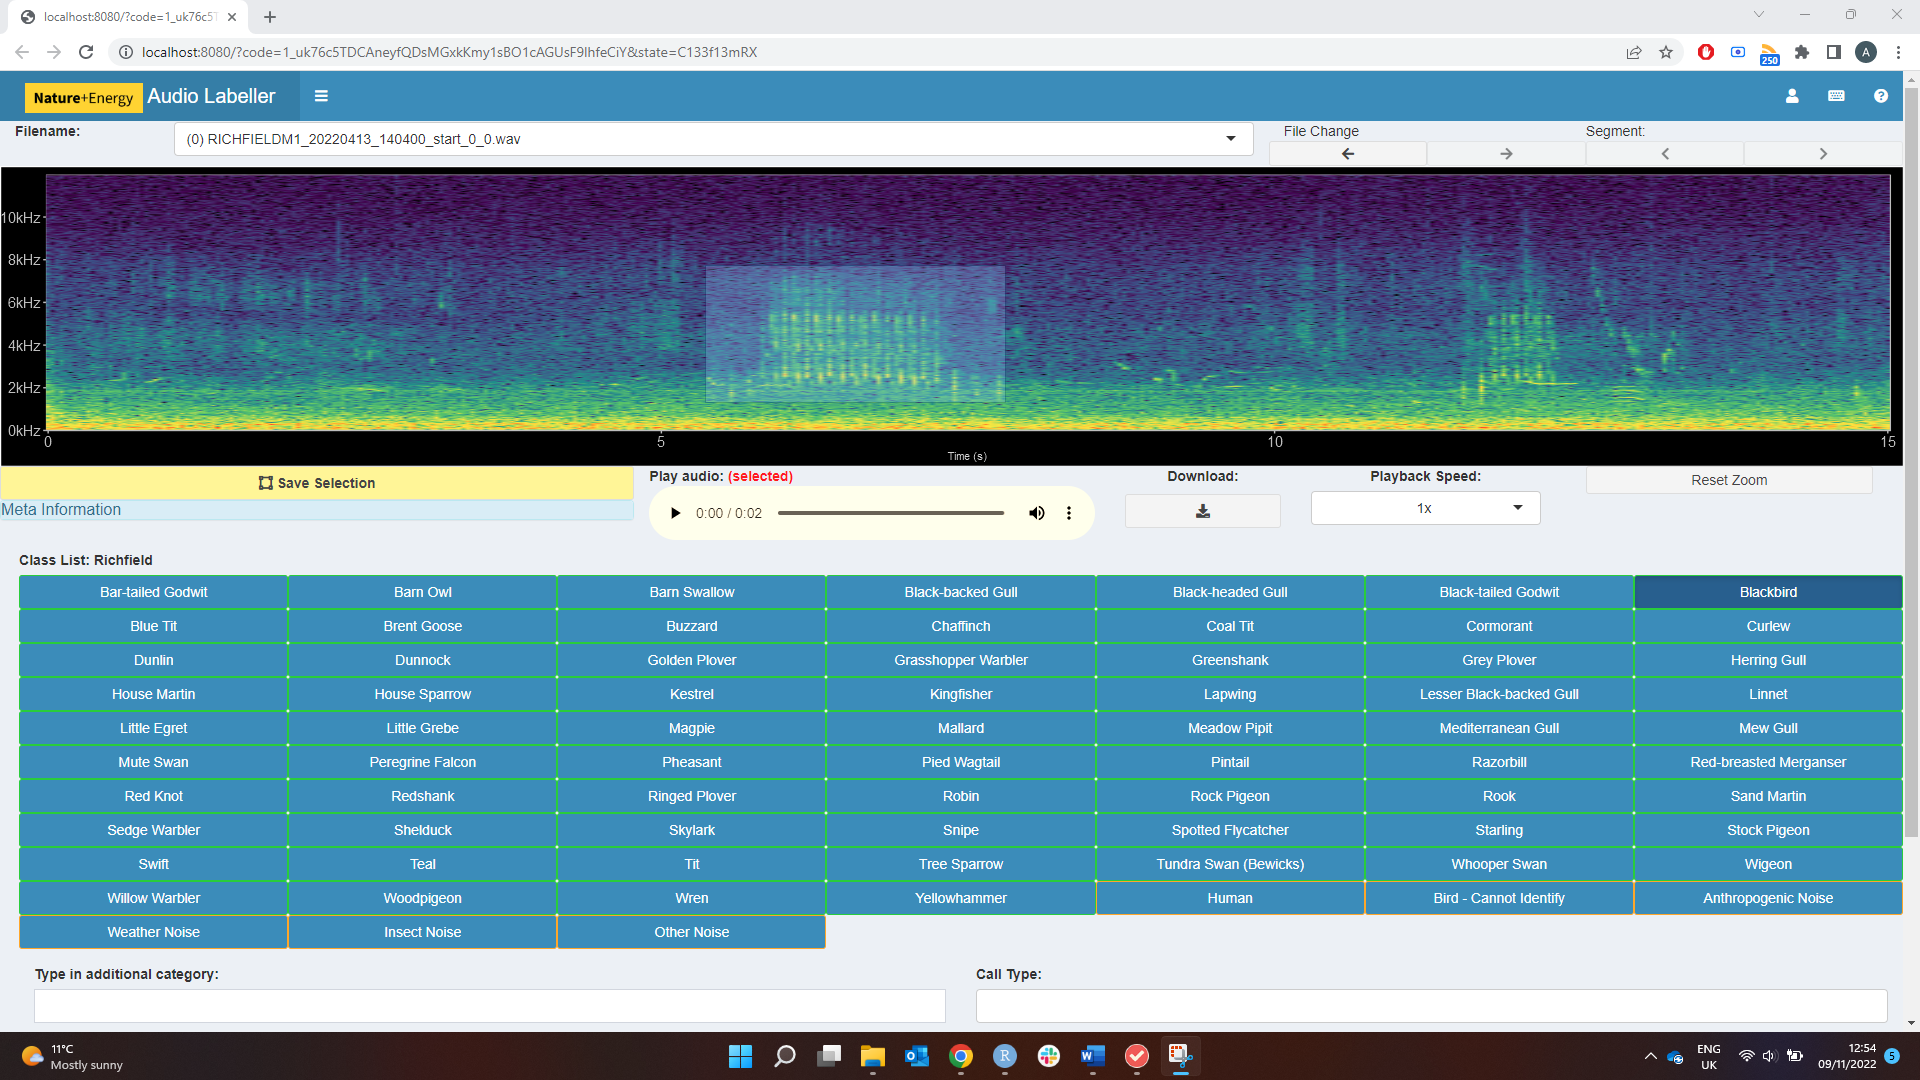 localhost:8080/?code=1_uk76c5T
localhost:8080/?code=1_uk76c5TDCAneyfQDsMGxkKmy1sBO1cAGUsF9IhfeCiY&state=C133f13mRX
250
A
Nature+Energy Audio Labeller
Filename:
(0) RICHFIELDM1_20220413_140400_start_0_0.wav
File Change
Segment:
10kHz
8kHz
6kHz
4kHz
2kHz
0kHz
0 5 10 15
Time (s)
Save Selection
Meta Information
Play audio: (selected)
0:00 / 0:02
Download:
Playback Speed:
1x
Reset Zoom
Class List: Richfield
Bar-tailed Godwit Barn Owl Barn Swallow Black-backed Gull Black-headed Gull Black-tailed Godwit Blackbird
Blue Tit Brent Goose Buzzard Chaffinch Coal Tit Cormorant Curlew
Dunlin Dunnock Golden Plover Grasshopper Warbler Greenshank Grey Plover Herring Gull
House Martin House Sparrow Kestrel Kingfisher Lapwing Lesser Black-backed Gull Linnet
Little Egret Little Grebe Magpie Mallard Meadow Pipit Mediterranean Gull Mew Gull
Mute Swan Peregrine Falcon Pheasant Pied Wagtail Pintail Razorbill Red-breasted Merganser
Red Knot Redshank Ringed Plover Robin Rock Pigeon Rook Sand Martin
Sedge Warbler Shelduck Skylark Snipe Spotted Flycatcher Starling Stock Pigeon
Swift Teal Tit Tree Sparrow Tundra Swan (Bewicks) Whooper Swan Wigeon
Willow Warbler Woodpigeon Wren Yellowhammer Human Bird - Cannot Identify Anthropogenic Noise
Weather Noise Insect Noise Other Noise
Type in additional category:
Call Type:
11°C
Mostly sunny
R
W
ENG
UK
12:54
09/11/2022
5